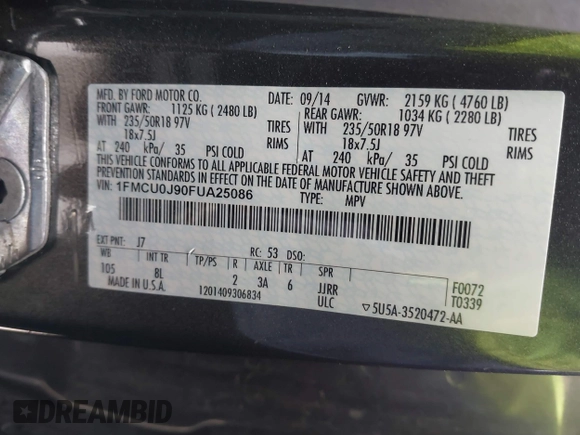 MFD. BY FORD MOTOR CO.
DATE: 09/14 GVWR: 2159 KG ( 4760 LB)
FRONT GAWR: 1125 KG ( 2480 LB) REAR GAWR: 1034 KG ( 2280 LB)
WITH 235/50R18 97V TIRES WITH 235/50R18 97V TIRES
18x7.5J RIMS 18x7.5J RIMS
AT 240 kPa/ 35 PSI COLD AT 240 kPa/ 35 PSI COLD
THIS VEHICLE CONFORMS TO ALL APPLICABLE FEDERAL MOTOR VEHICLE SAFETY AND THEFT
PREVENTION STANDARDS IN EFFECT ON THE DATE OF MANUFACTURE SHOWN ABOVE.
VIN: 1FMCU0J90FUA25086 TYPE: MPV
EXT PNT: J7 RC: 53 DSO:
WB INT TR TP/PS R AXLE TR SPR
105 8L 2 3A 6 JJRR F0072
MADE IN U.S.A. 1201409306834 ULC T0339
▽5U5A-3520472-AA
DREAMBID